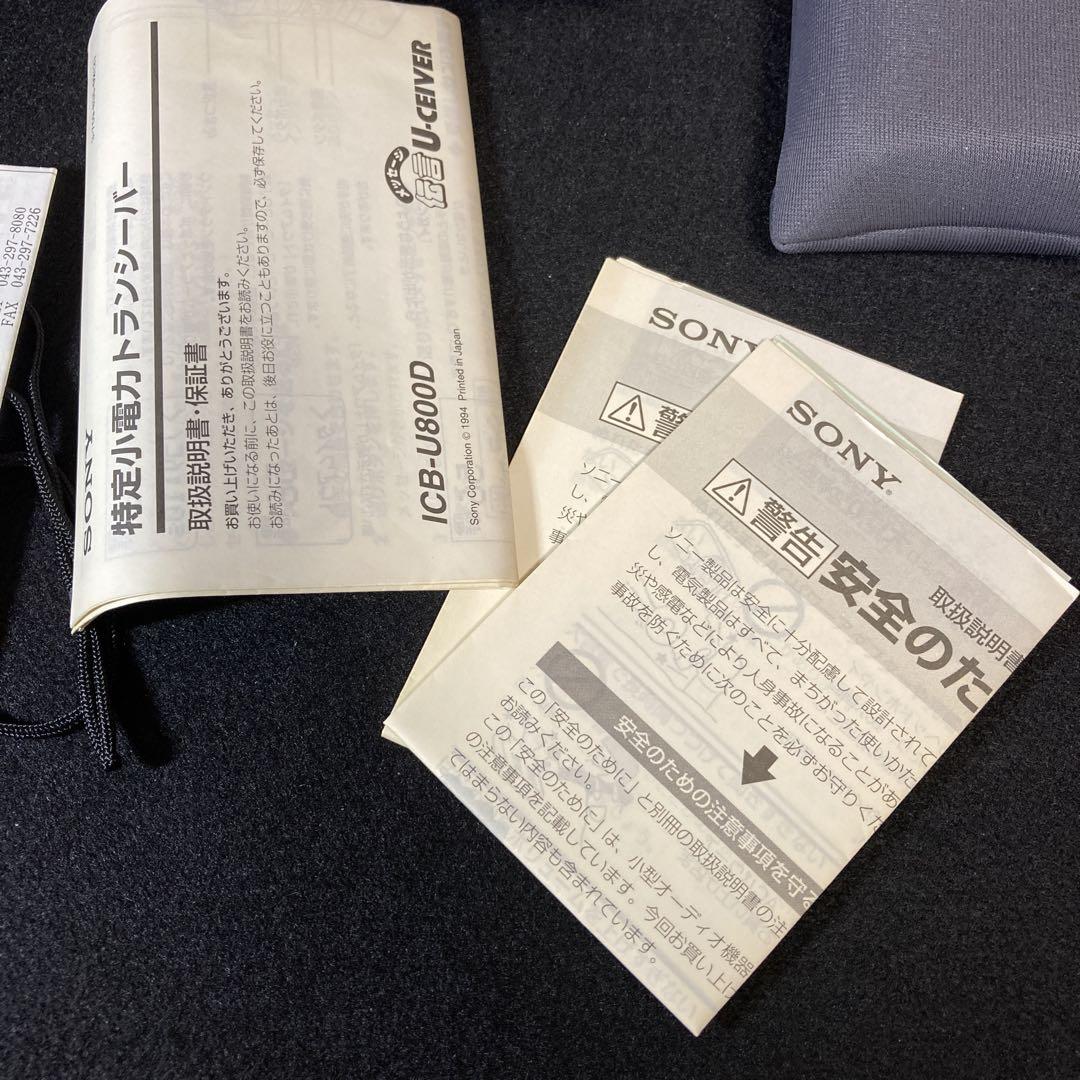 043-297-8080
FAX 043-297-7226
SONY
特定小電力トランシーバー
取扱説明書・保証書
お買い上げいただき、ありがとうございます。
お使いになる前に、この取扱説明書をお読みください。
お読みになったあとは、後日お役に立つこともありますので、必ず保存してください。
メッセージ
伝言U-CEIVER
ICB-U800D
Sony Corporation © 1994 Printed in Japan
SONY
警
ソニー
し、
災や
事故
SONY®
取扱説明書
警告 安全のた
ソニー製品は安全に十分配慮して設計されて
し、電気製品はすべて、まちがった使いかた
災や感電などにより人身事故になることがあ
事故を防ぐために次のことを必ずお守りくだ
安全のための注意事項を守る
この「安全のために」と別冊の取扱説明書の注
お読みください。
この「安全のために」は、小型オーディオ機器
の注意事項を記載しています。今回お買い上げ
てはまらない内容も含まれています。